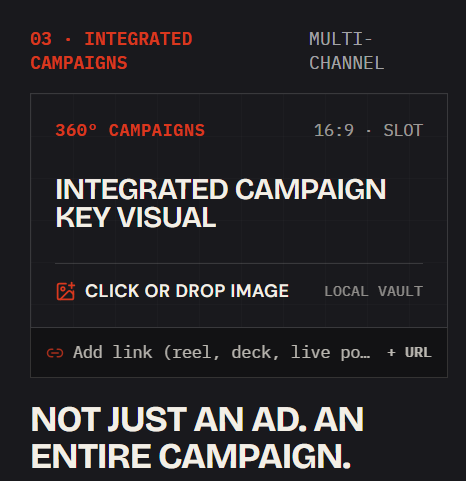 03 · INTEGRATED CAMPAIGNS
MULTI-CHANNEL
360° CAMPAIGNS
16:9 · SLOT
INTEGRATED CAMPAIGN
KEY VISUAL
CLICK OR DROP IMAGE
LOCAL VAULT
Add link (reel, deck, live po…
+ URL
NOT JUST AN AD. AN
ENTIRE CAMPAIGN.